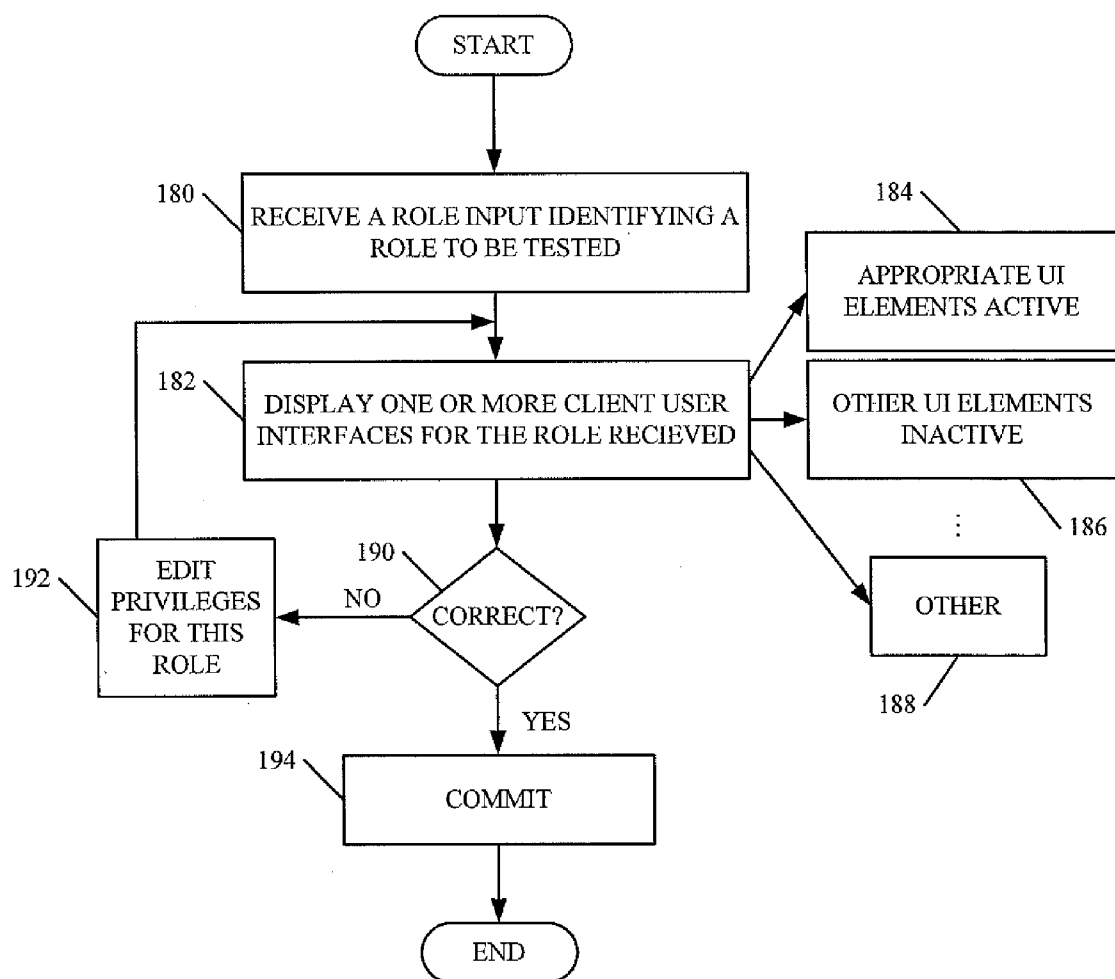 START
180
RECEIVE A ROLE INPUT IDENTIFYING A
ROLE TO BE TESTED
184
APPROPRIATE UI
ELEMENTS ACTIVE
182
DISPLAY ONE OR MORE CLIENT USER
INTERFACES FOR THE ROLE RECIEVED
OTHER UI ELEMENTS
INACTIVE
186
...
OTHER
188
190
CORRECT?
NO
192
EDIT
PRIVILEGES
FOR THIS
ROLE
YES
194
COMMIT
END